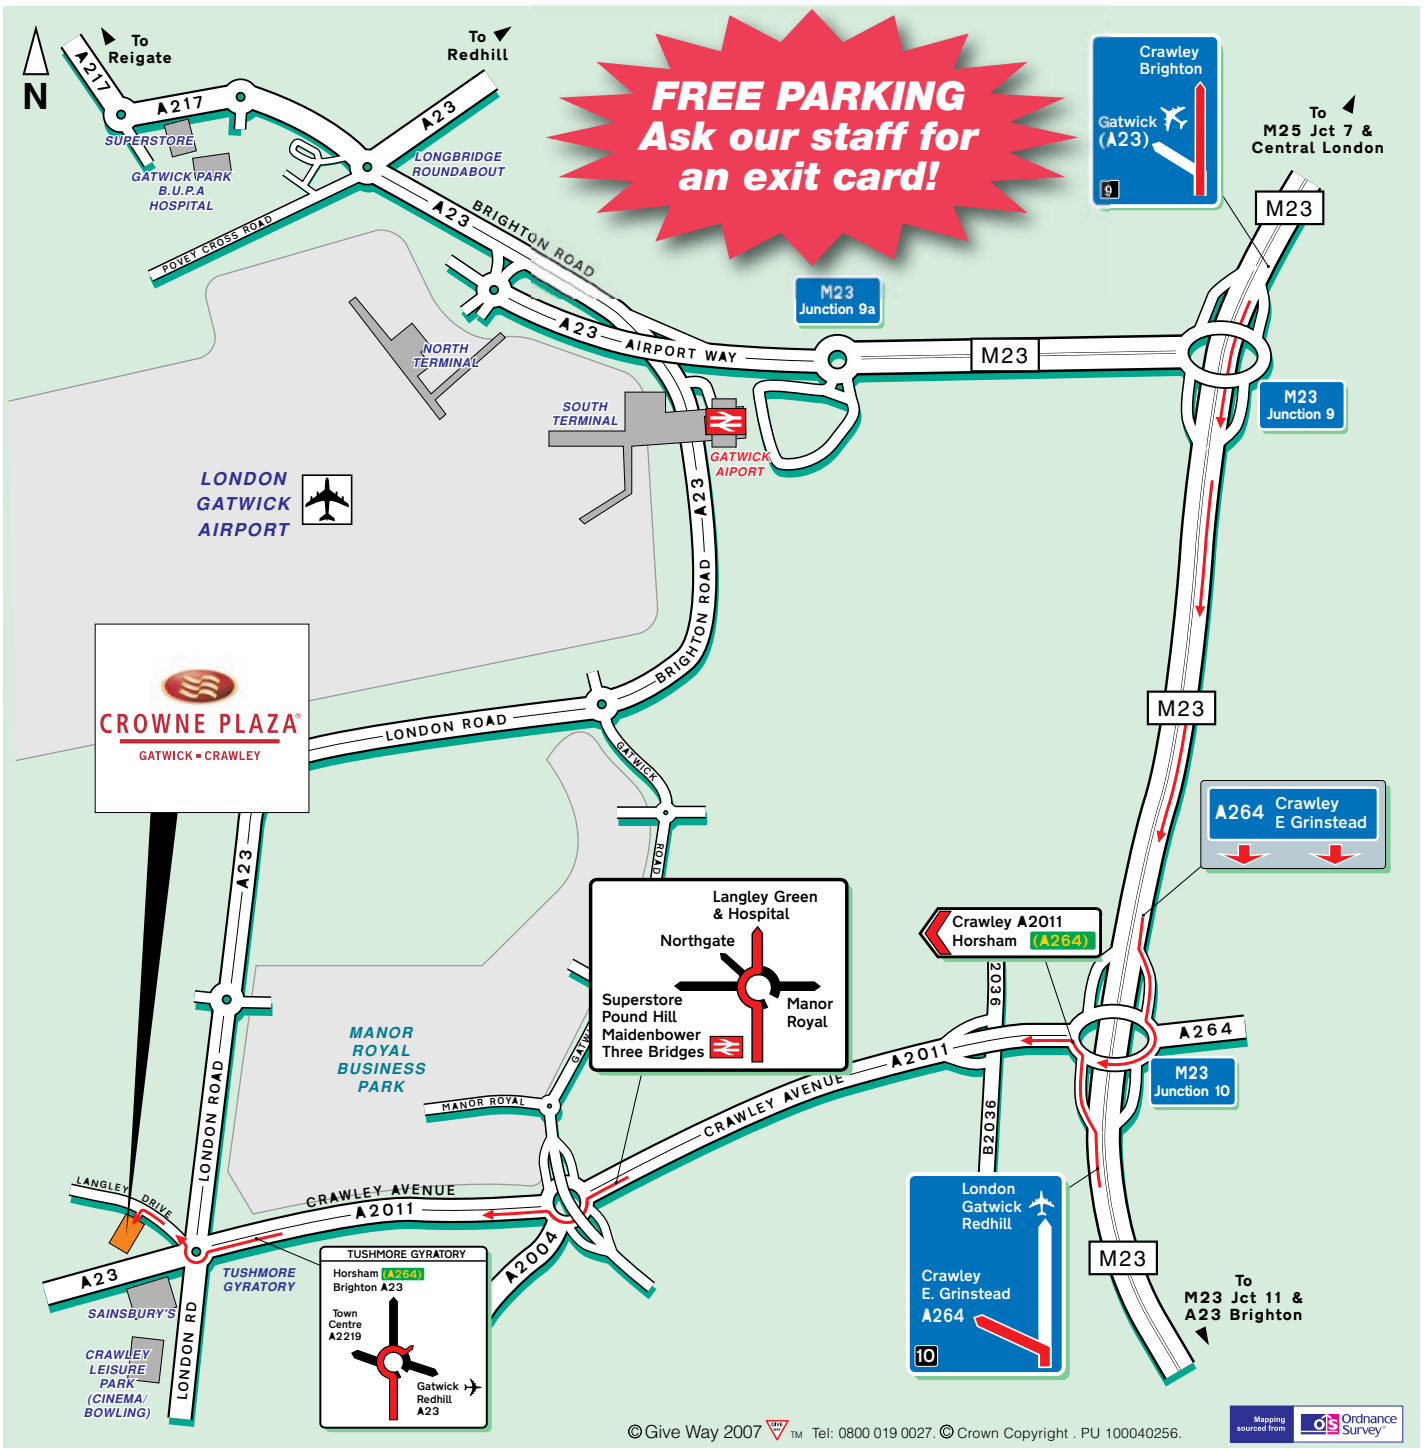 To
Reigate
To
Redhill
N
A217
A217
A23
SUPERSTORE
GATWICK PARK
B.U.P.A
HOSPITAL
LONGBRIDGE
ROUNDABOUT
POVEY CROSS ROAD
A23
BRIGHTON ROAD
FREE PARKING
Ask our staff for
an exit card!
Crawley
Brighton
Gatwick
(A23)
9
To
M25 Jct 7 &
Central London
M23
M23
Junction 9a
A23
AIRPORT WAY
M23
M23
Junction 9
NORTH
TERMINAL
SOUTH
TERMINAL
GATWICK
AIPORT
LONDON
GATWICK
AIRPORT
A23
BRIGHTON ROAD
CROWNE PLAZA®
GATWICK CRAWLEY
LONDON ROAD
GATWICK
ROAD
M23
A264
Crawley
E Grinstead
A23
Langley Green
& Hospital
Northgate
Superstore
Pound Hill
Maidenbower
Three Bridges
Manor
Royal
Crawley A2011
Horsham (A264)
2036
A264
A2011
M23
Junction 10
MANOR
ROYAL
BUSINESS
PARK
GATW
MANOR ROYAL
CRAWLEY AVENUE
B2036
LONDON ROAD
LANGLEY DRIVE
CRAWLEY AVENUE
A2011
A2004
London
Gatwick
Redhill
Crawley
E. Grinstead
A264
10
M23
To
M23 Jct 11 &
A23 Brighton
A23
TUSHMORE
GYRATORY
SAINSBURY'S
LONDON RD
CRAWLEY
LEISURE
PARK
(CINEMA/
BOWLING)
TUSHMORE GYRATORY
Horsham (A264)
Brighton A23
Town
Centre
A2219
Gatwick
Redhill
A23
© Give Way 2007 GIVE WAY TM Tel: 0800 019 0027. © Crown Copyright . PU 100040256.
Mapping
sourced from
OS Ordnance
Survey®